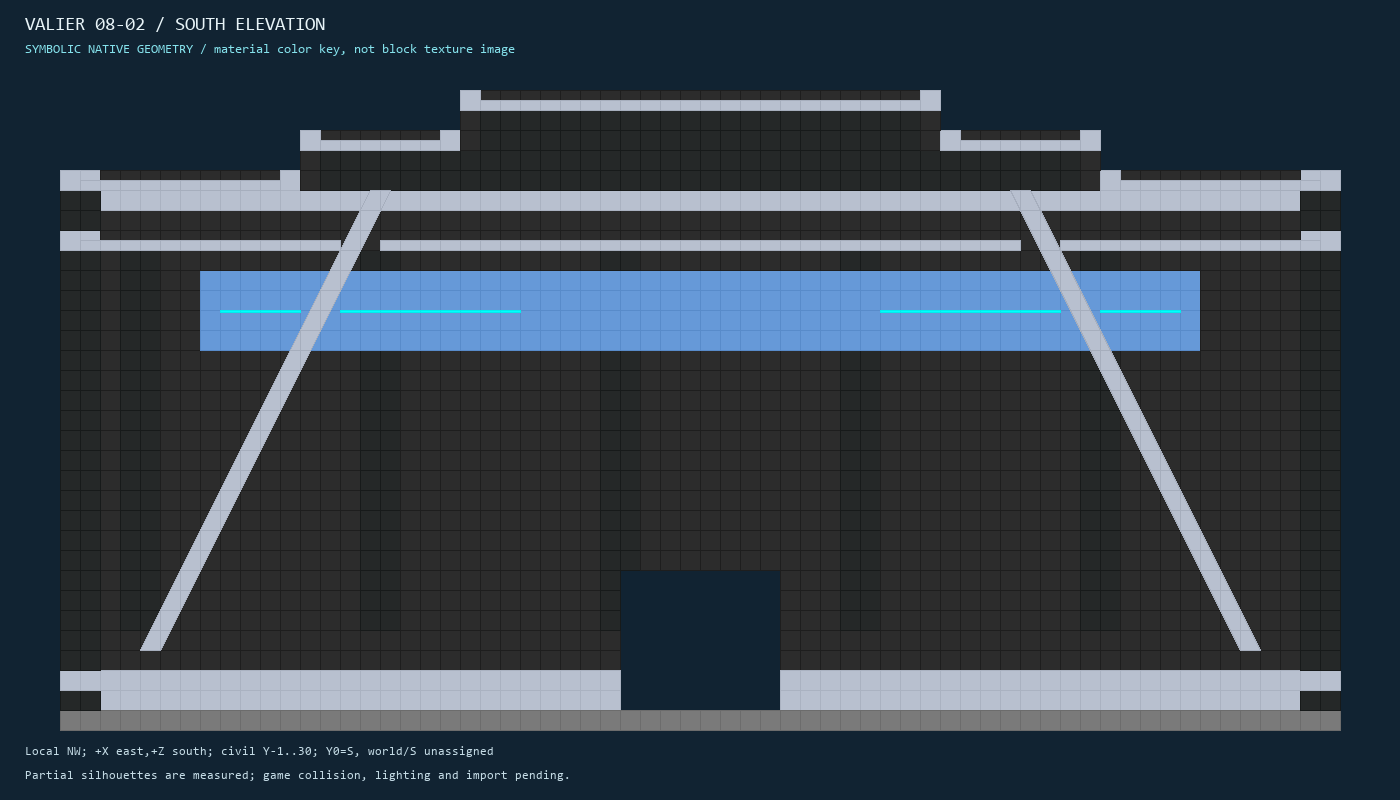 VALIER 08-02 / SOUTH ELEVATION
SYMBOLIC NATIVE GEOMETRY / material color key, not block texture image
Local NW; +X east,+Z south; civil Y-1..30; Y0=S, world/S unassigned
Partial silhouettes are measured; game collision, lighting and import pending.